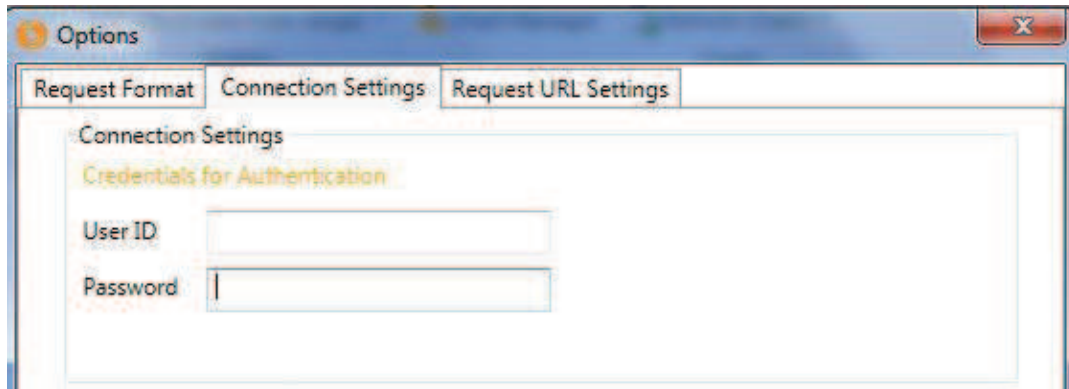 Options
Request Format Connection Settings Request URL Settings
Connection Settings
Credentials for Authentication
User ID
Password